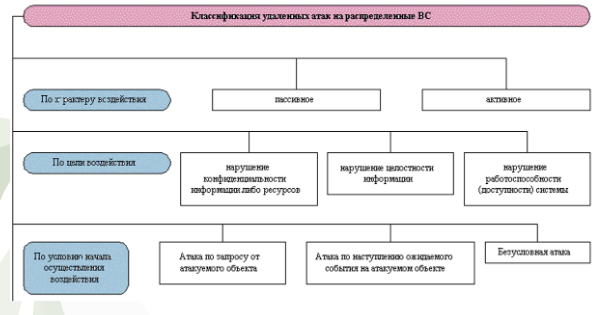 Классификация удаленных атак на распределенные ВС
По характеру воздействия
пассивное
активное
По цели воздействия
нарушение
конфиденциальности
информации либо ресурсов
нарушение целостности
информации
нарушение
работоспособности
(доступности) системы
По условию начала
осуществления
воздействия
Атака по запросу от
атакуемого объекта
Атака по наступлению ожидаемого
события на атакуемом объекте
Безусловная атака